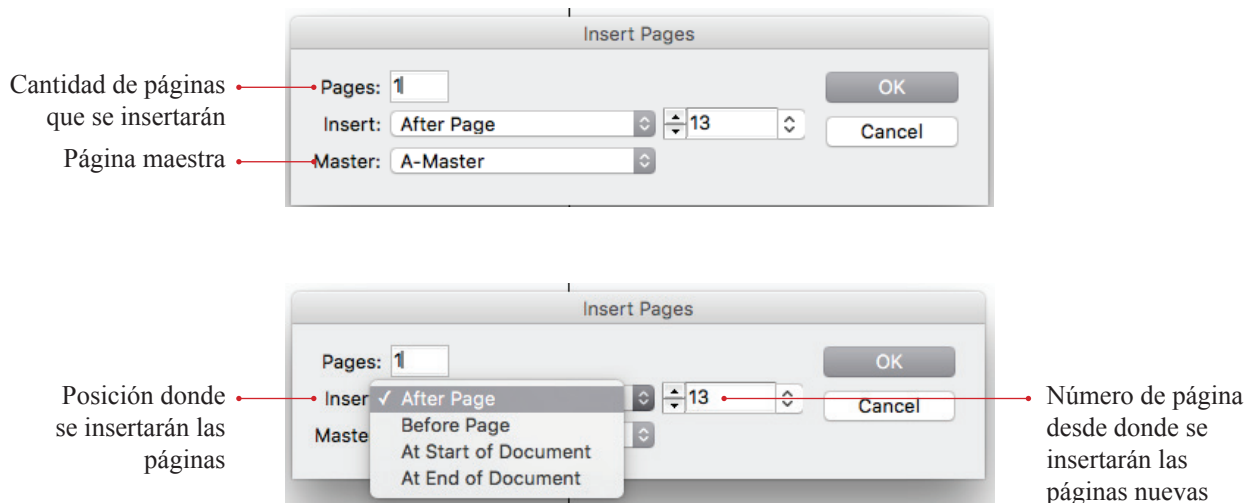 Insert Pages
Cantidad de páginas
que se insertarán
Pages: 1
OK
Insert: After Page 13
Cancel
Página maestra
Master: A-Master
Insert Pages
Pages: 1
OK
Posición donde
se insertarán las
páginas
Inser ✓ After Page 13
Cancel
Before Page
Maste
At Start of Document
At End of Document
Número de página
desde donde se
insertarán las
páginas nuevas